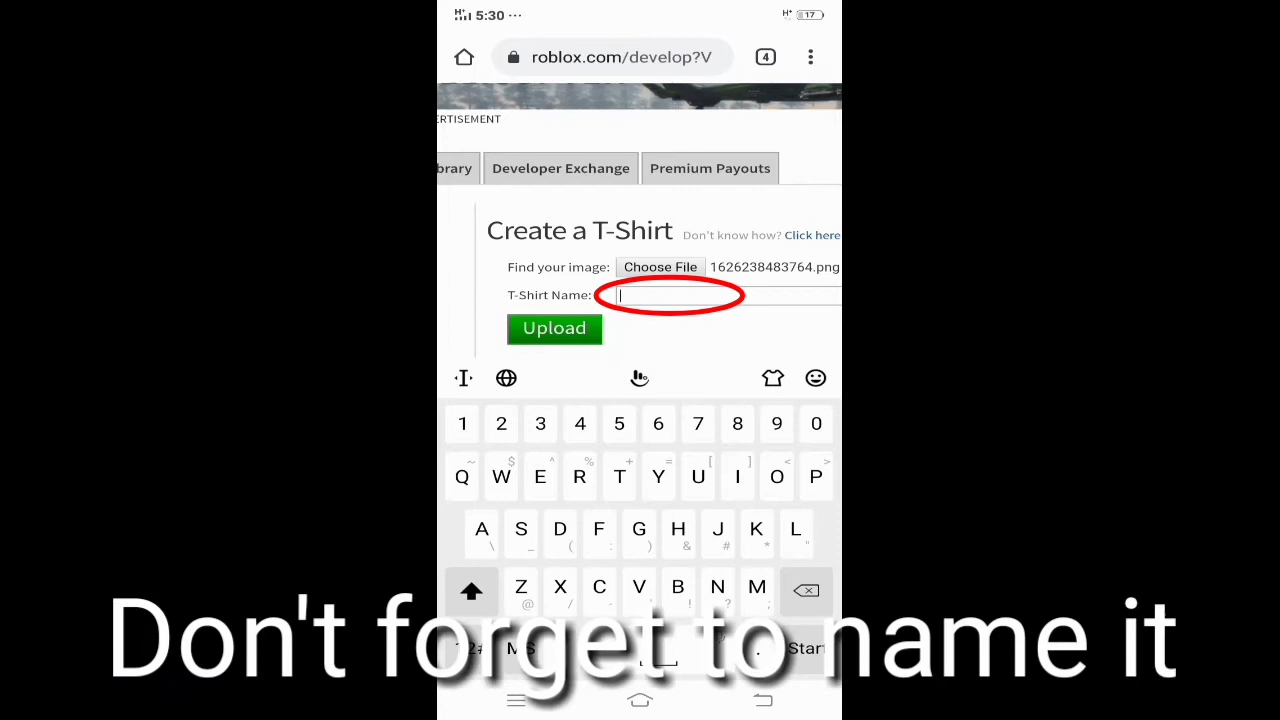 H+ 5:30 ··· H+ 17
roblox.com/develop?V 4
ERTISEMENT
brary Developer Exchange Premium Payouts
Create a T-Shirt Don't know how? Click here
Find your image: Choose File 1626238483764.png
T-Shirt Name:
Upload
1 2 3 4 5 6 7 8 9 0
~ $ ^ % + = [ ] < >
Q W E R T Y U I O P
A S D F G H J K L
\ _ ( : ) & # * "
Z X C V B N M
@ / - ! ? ;
Don't forget to name it